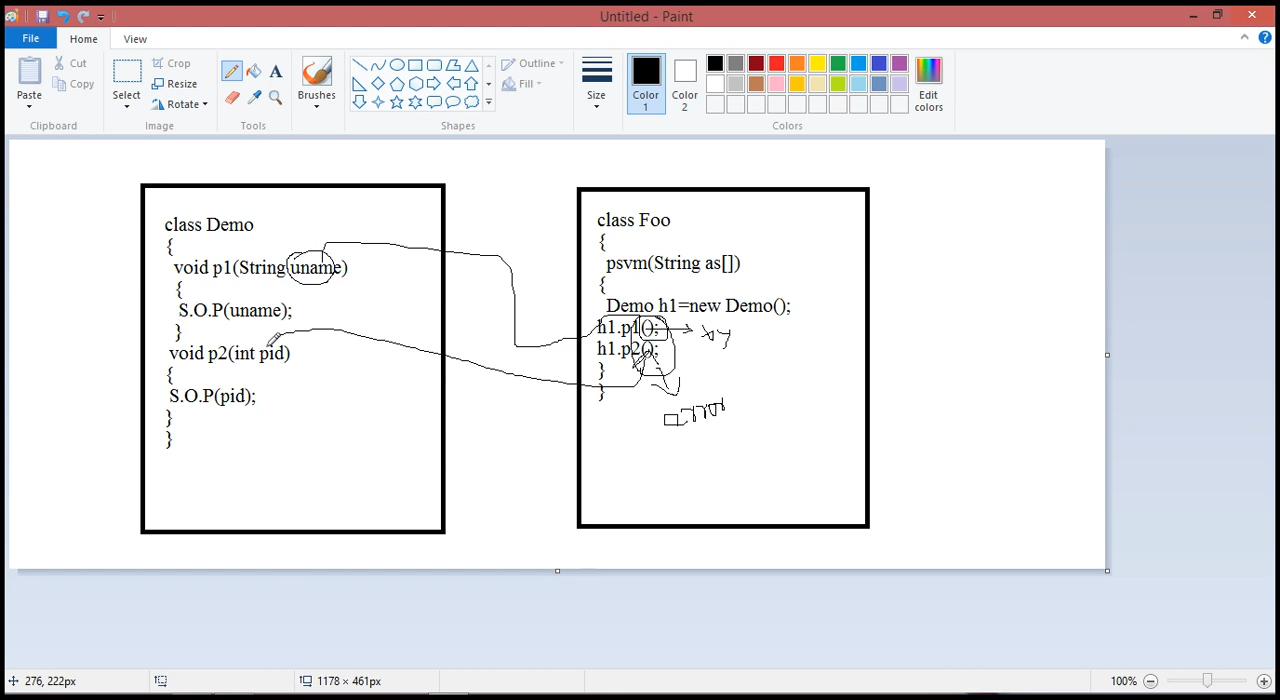 Untitled - Paint
File
Home
View
Paste
Cut
Copy
Clipboard
Select
Crop
Resize
Rotate
Image
A
Tools
Brushes
Shapes
Outline
Fill
Size
Color
1
Color
2
Edit
colors
Colors
class Demo
{
void p1(String uname)
{
S.O.P(uname);
}
void p2(int pid)
{
S.O.P(pid);
}
}
class Foo
{
psvm(String as[])
{
Demo h1=new Demo();
h1.p1();
h1.p2();
}
}
276, 222px
1178 × 461px
100%